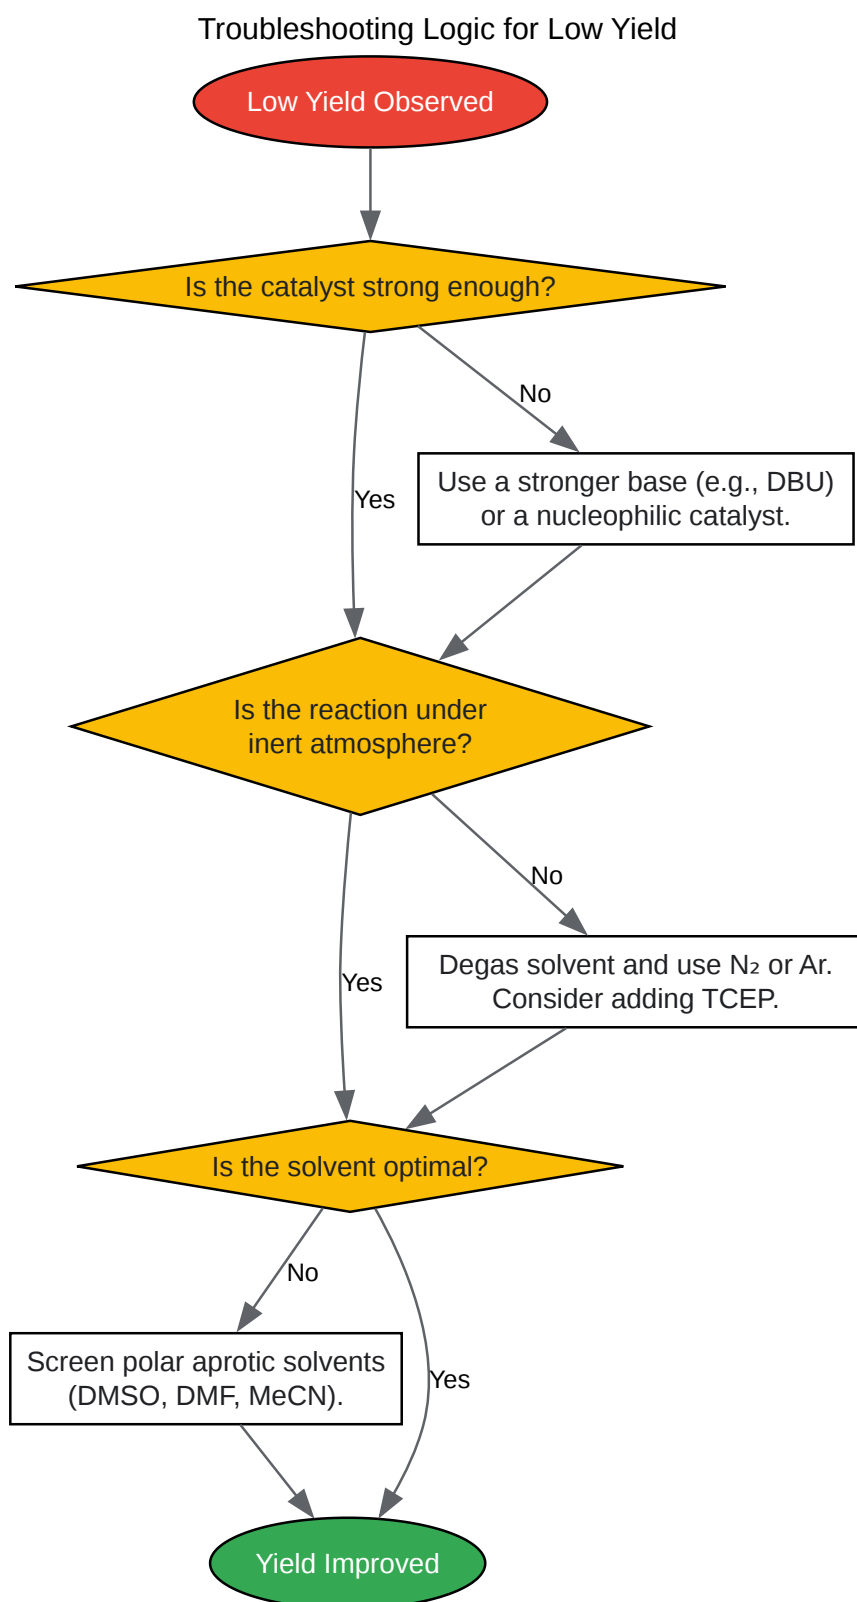 Troubleshooting Logic for Low Yield
Low Yield Observed
Is the catalyst strong enough?
No
Use a stronger base (e.g., DBU)
or a nucleophilic catalyst.
Yes
Is the reaction under
inert atmosphere?
No
Degas solvent and use N₂ or Ar.
Consider adding TCEP.
Yes
Is the solvent optimal?
No
Screen polar aprotic solvents
(DMSO, DMF, MeCN).
Yes
Yield Improved